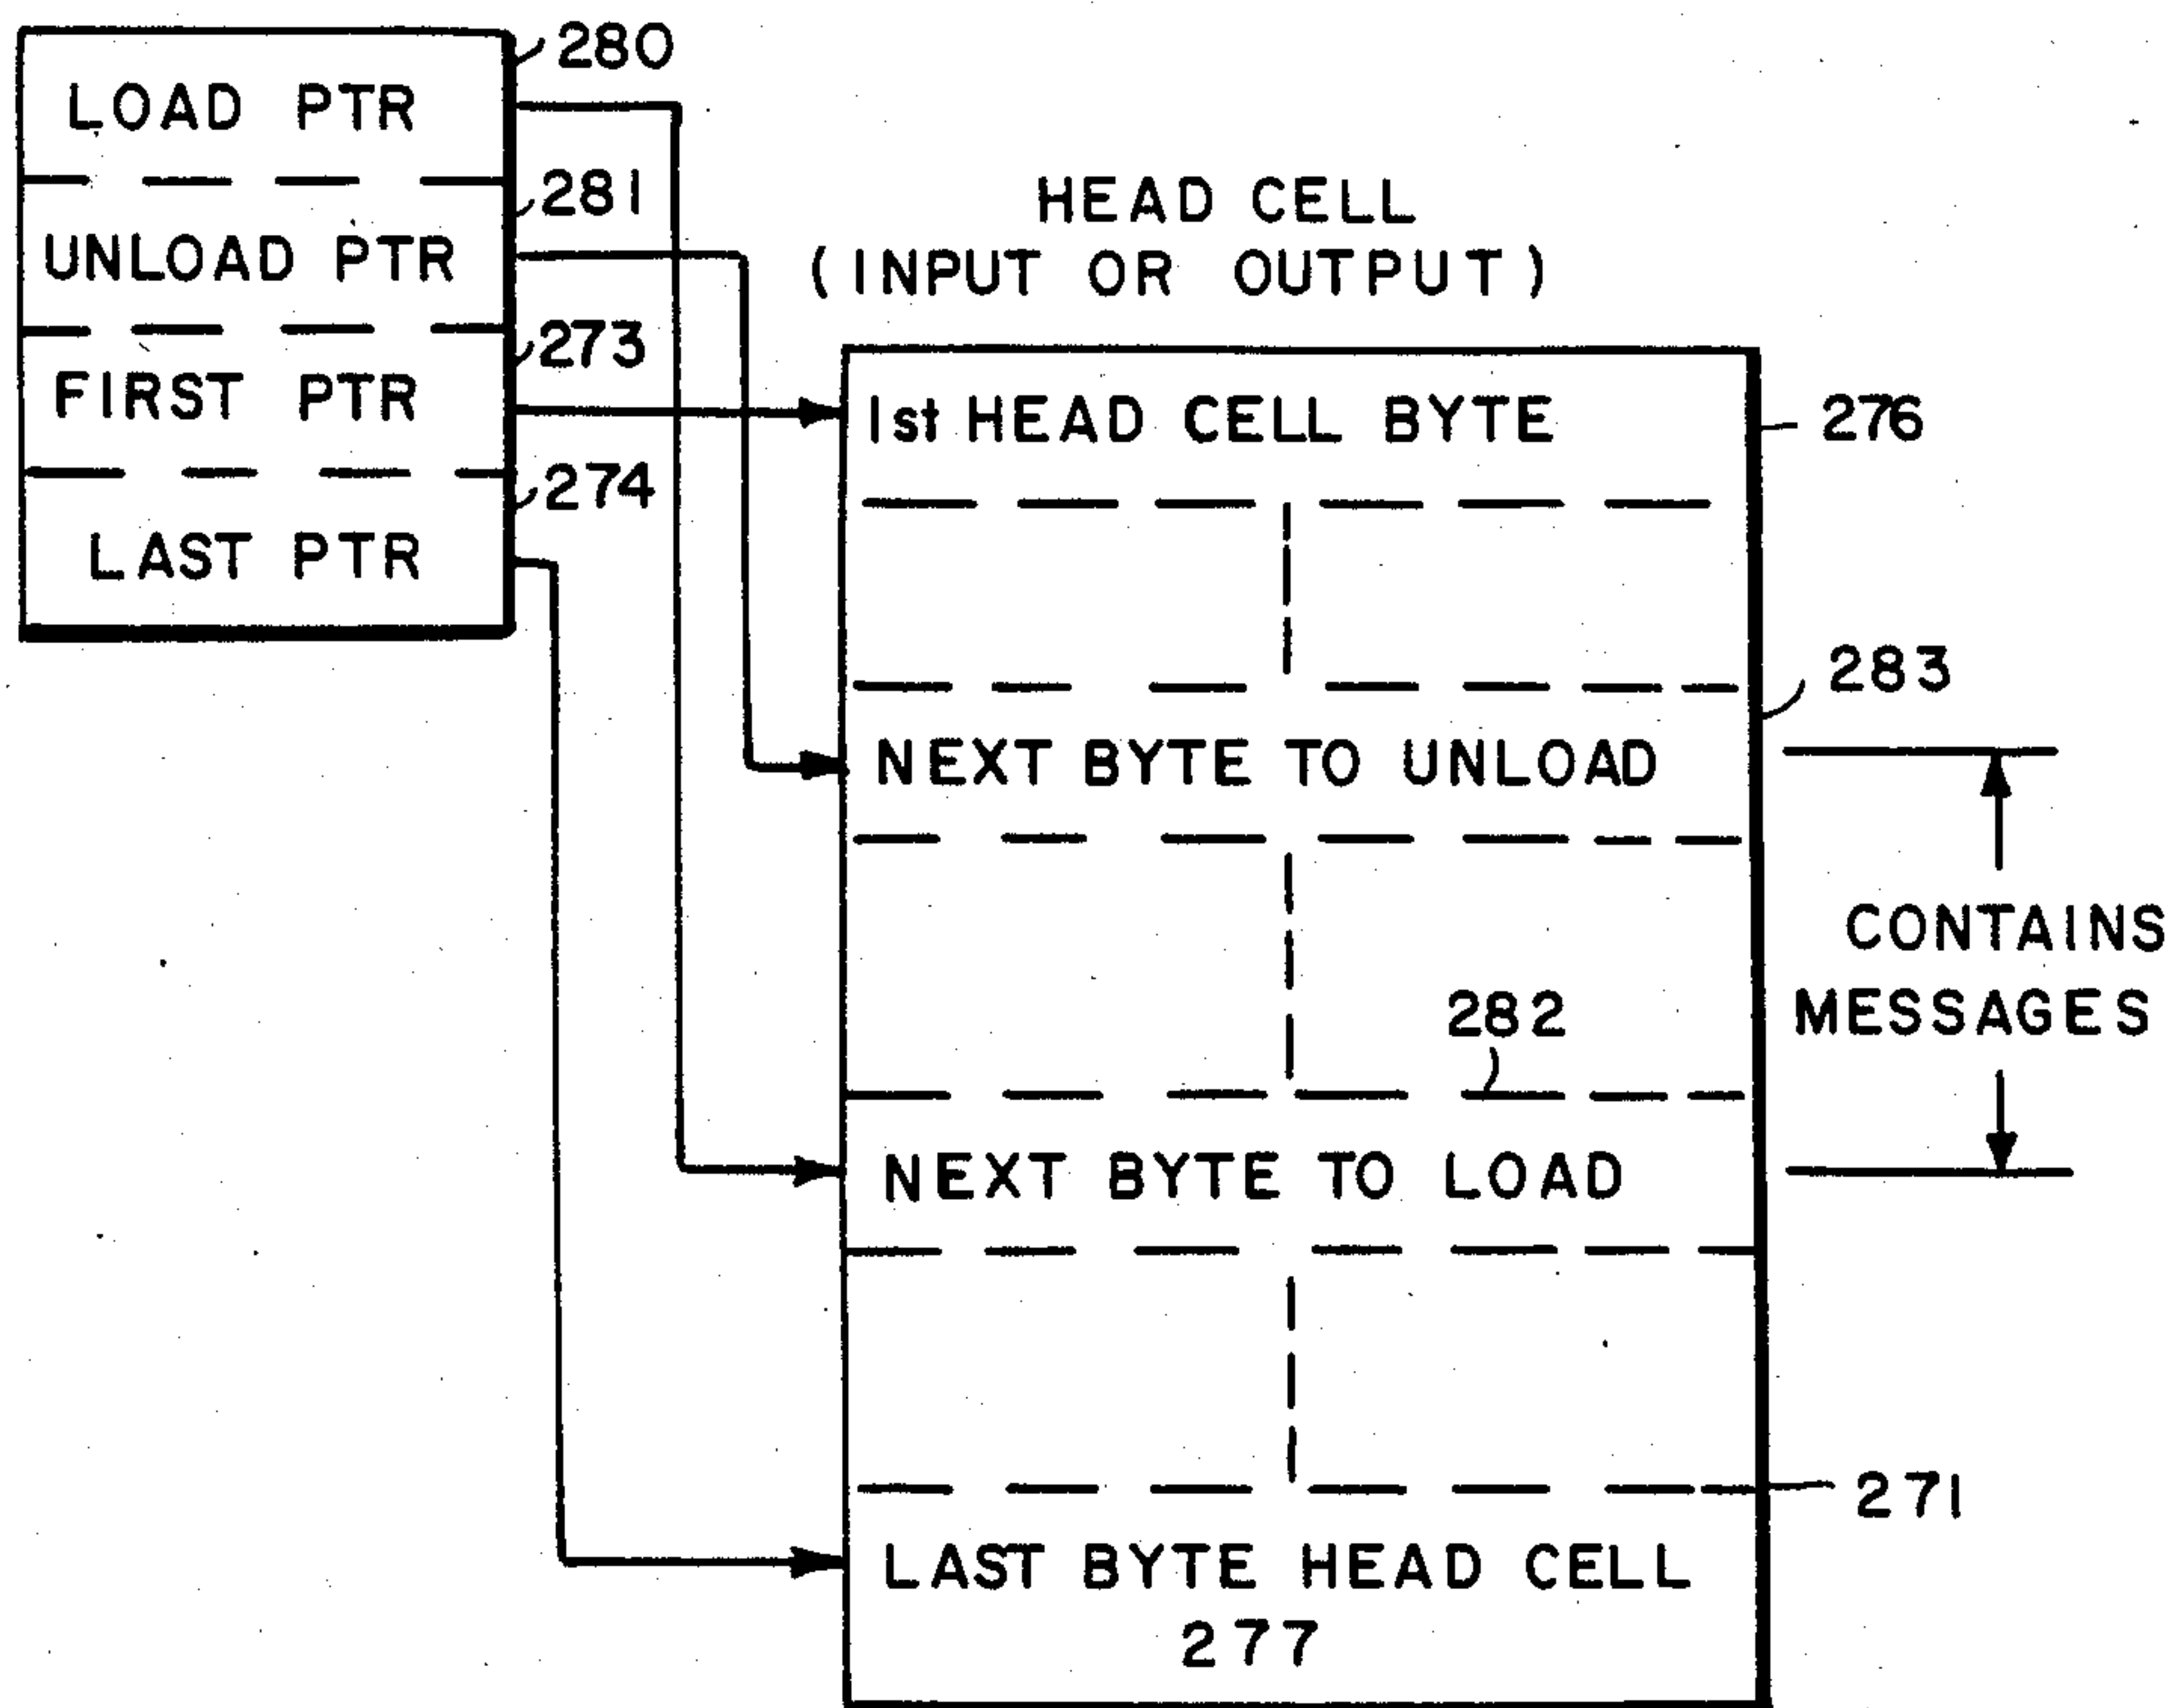 280
LOAD PTR
281
UNLOAD PTR
273
FIRST PTR
274
LAST PTR
HEAD CELL
(INPUT OR OUTPUT)
1st HEAD CELL BYTE
276
283
NEXT BYTE TO UNLOAD
CONTAINS
MESSAGES
282
NEXT BYTE TO LOAD
271
LAST BYTE HEAD CELL
277